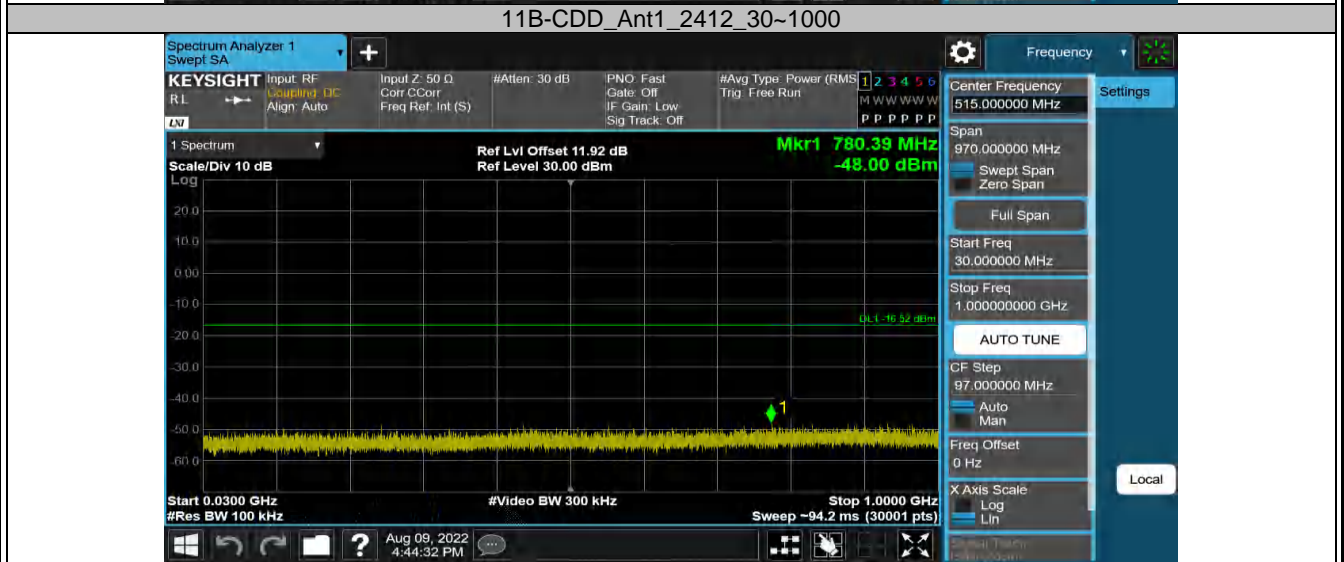 11B-CDD_Ant1_2412_30~1000
Spectrum Analyzer 1
Swept SA
Frequency
KEYSIGHT
RL
LXI
Input: RF
Coupling: DC
Align: Auto
Input Z: 50 Ω
Corr CCorr
Freq Ref: Int (S)
#Atten: 30 dB
PNO: Fast
Gate: Off
IF Gain: Low
Sig Track: Off
#Avg Type: Power (RMS
Trig: Free Run
1 2 3 4 5 6
M W W W W W
P P P P P P
1 Spectrum
Scale/Div 10 dB
Ref Lvl Offset 11.92 dB
Ref Level 30.00 dBm
Mkr1 780.39 MHz
-48.00 dBm
Log
20.0
10.0
0.00
-10.0
DL1 -16.52 dBm
-20.0
-30.0
-40.0
1
-50.0
-60.0
Start 0.0300 GHz
#Res BW 100 kHz
#Video BW 300 kHz
Stop 1.0000 GHz
Sweep ~94.2 ms (30001 pts)
Aug 09, 2022
4:44:32 PM
Center Frequency
515.000000 MHz
Span
970.000000 MHz
Swept Span
Zero Span
Full Span
Start Freq
30.000000 MHz
Stop Freq
1.000000000 GHz
AUTO TUNE
CF Step
97.000000 MHz
Auto
Man
Freq Offset
0 Hz
X Axis Scale
Log
Lin
Settings
Local